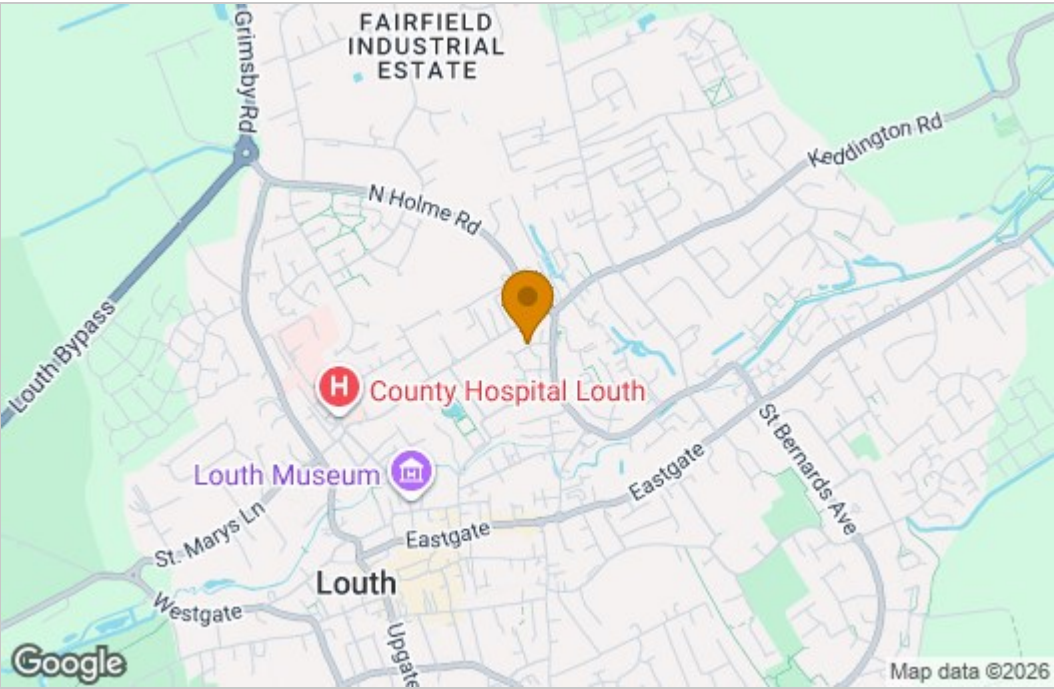 FAIRFIELD
INDUSTRIAL
ESTATE
Grimsby Rd
Keddington Rd
N Holme Rd
Louth Bypass
H
County Hospital Louth
Louth Museum
St Bernards Ave
Eastgate
St. Marys Ln
Eastgate
Louth
Westgate
Upgate
Google
Map data ©2026